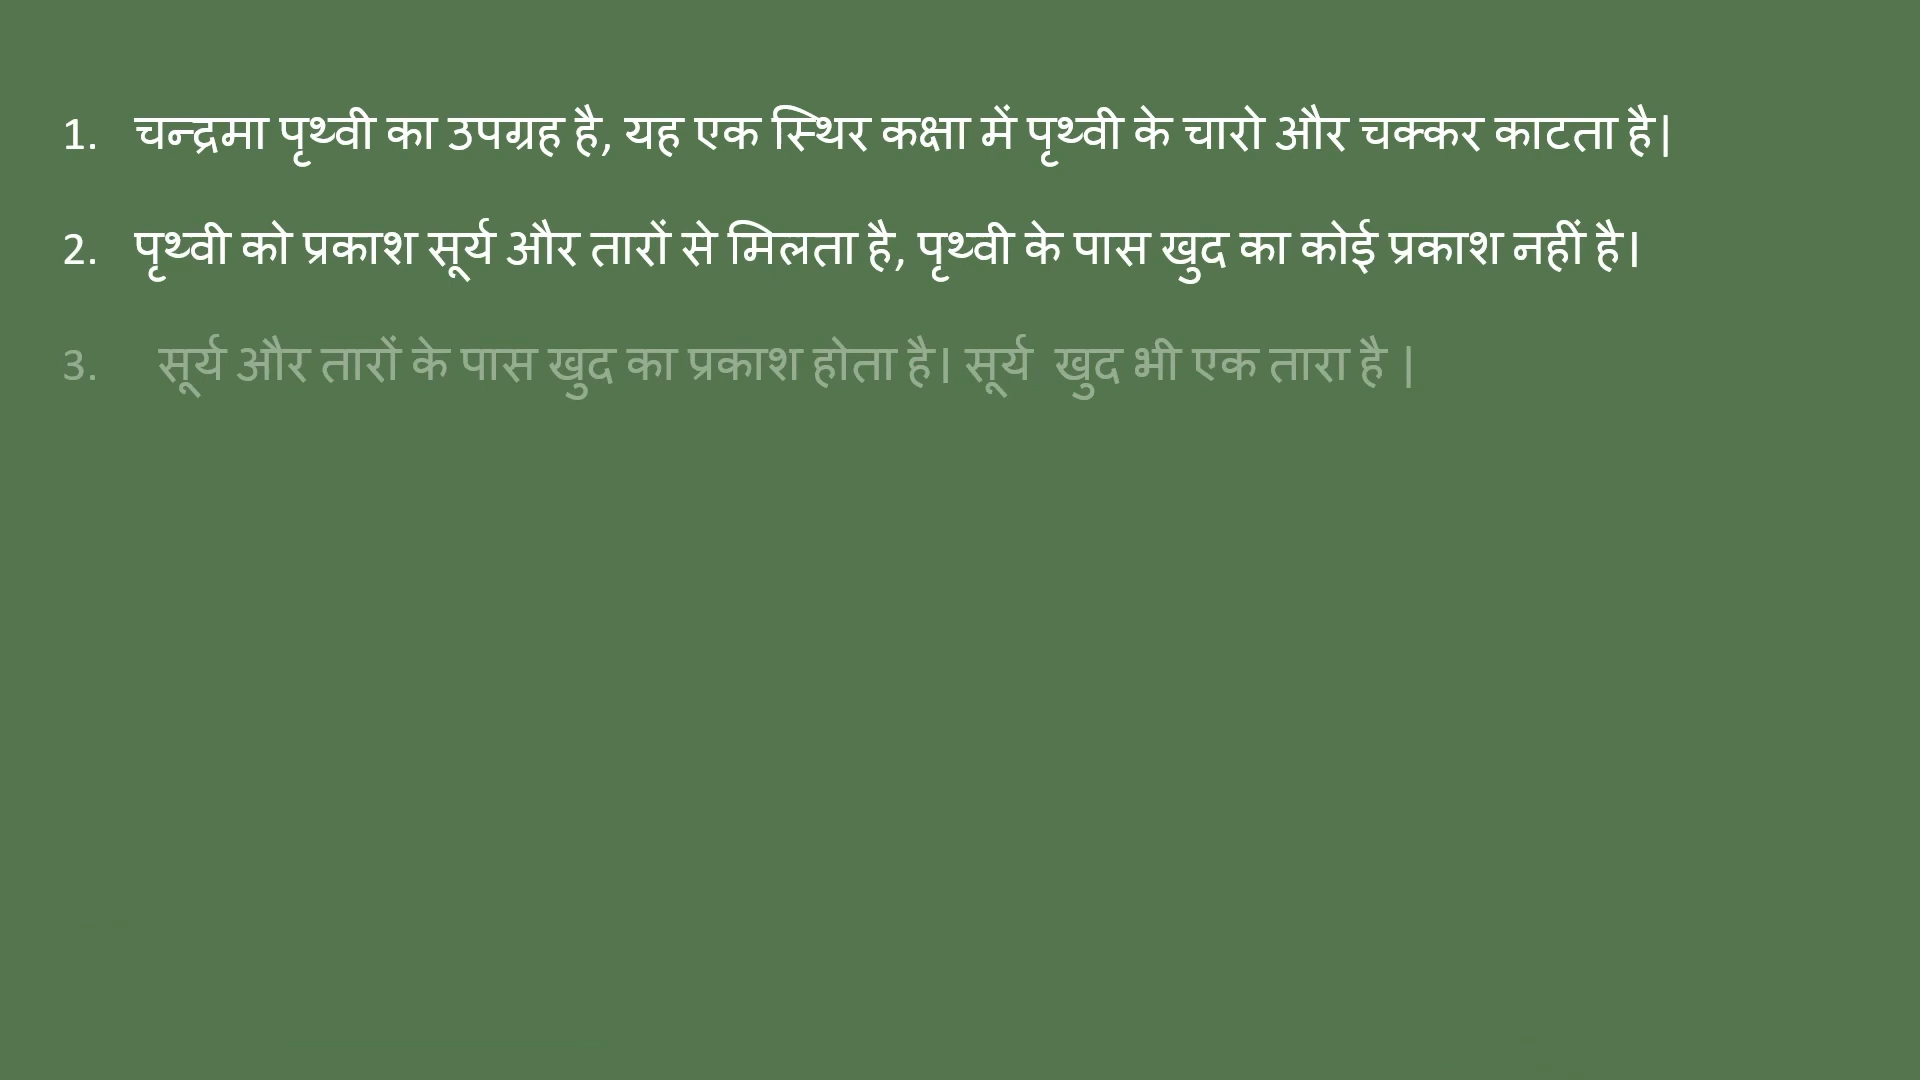 1. चन्द्रमा पृथ्वी का उपग्रह है, यह एक स्थिर कक्षा में पृथ्वी के चारो और चक्कर काटता है|
2. पृथ्वी को प्रकाश सूर्य और तारों से मिलता है, पृथ्वी के पास खुद का कोई प्रकाश नहीं है।
3. सूर्य और तारों के पास खुद का प्रकाश होता है। सूर्य खुद भी एक तारा है |